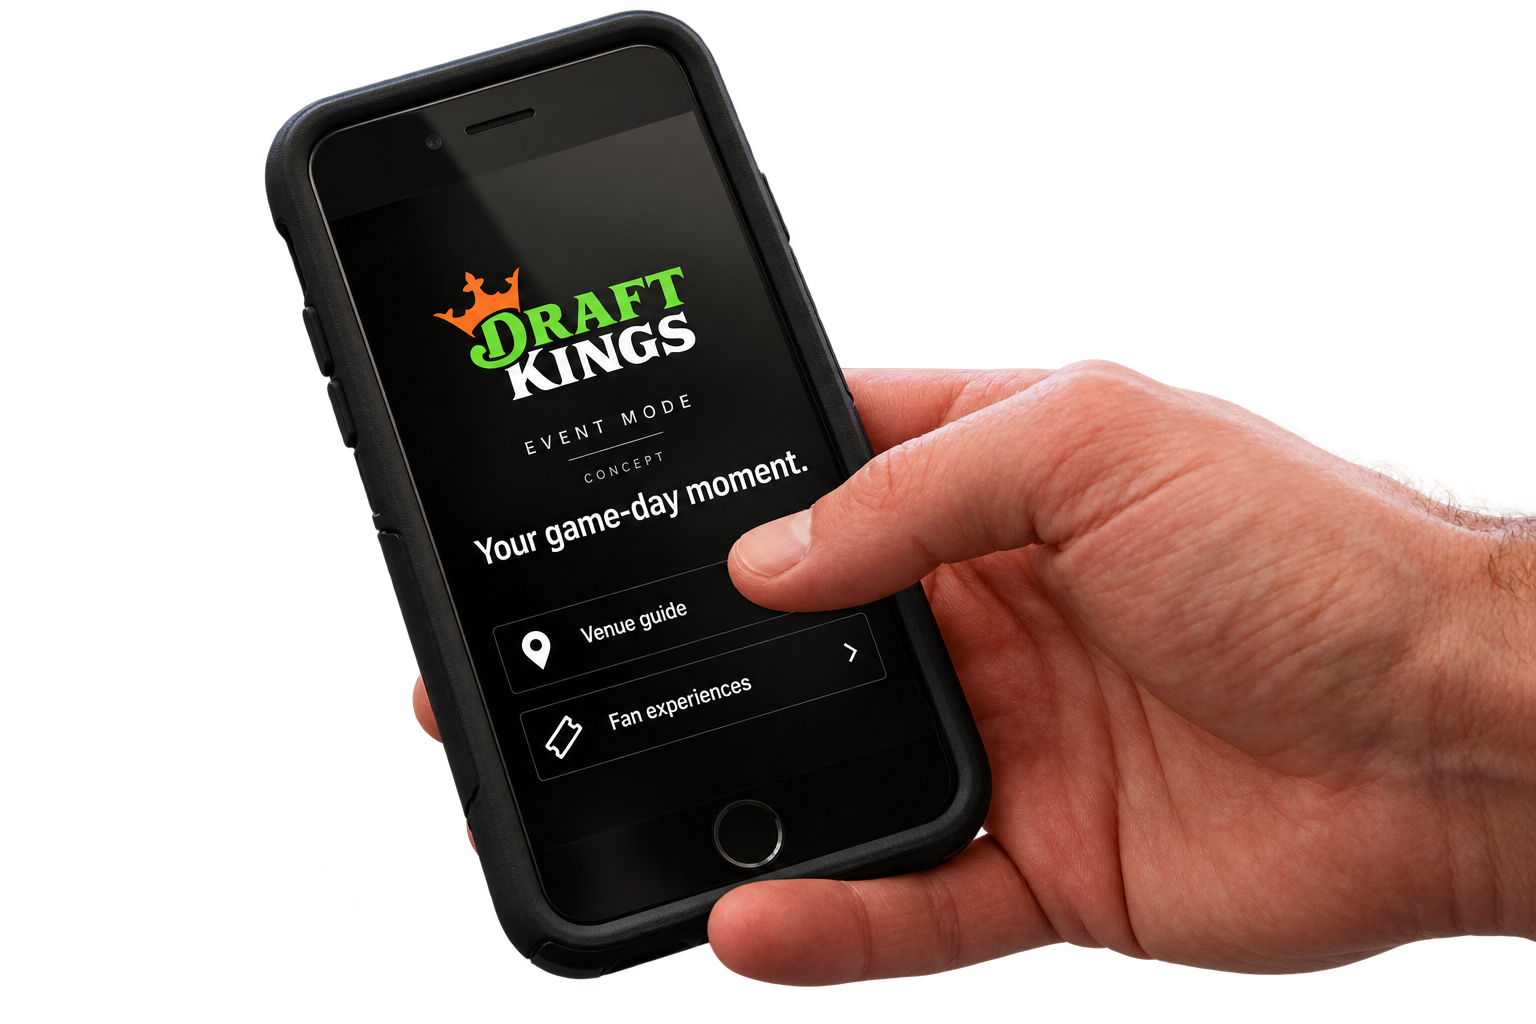 DRAFT
KINGS
EVENT MODE
CONCEPT
Your game-day moment.
Venue guide
Fan experiences